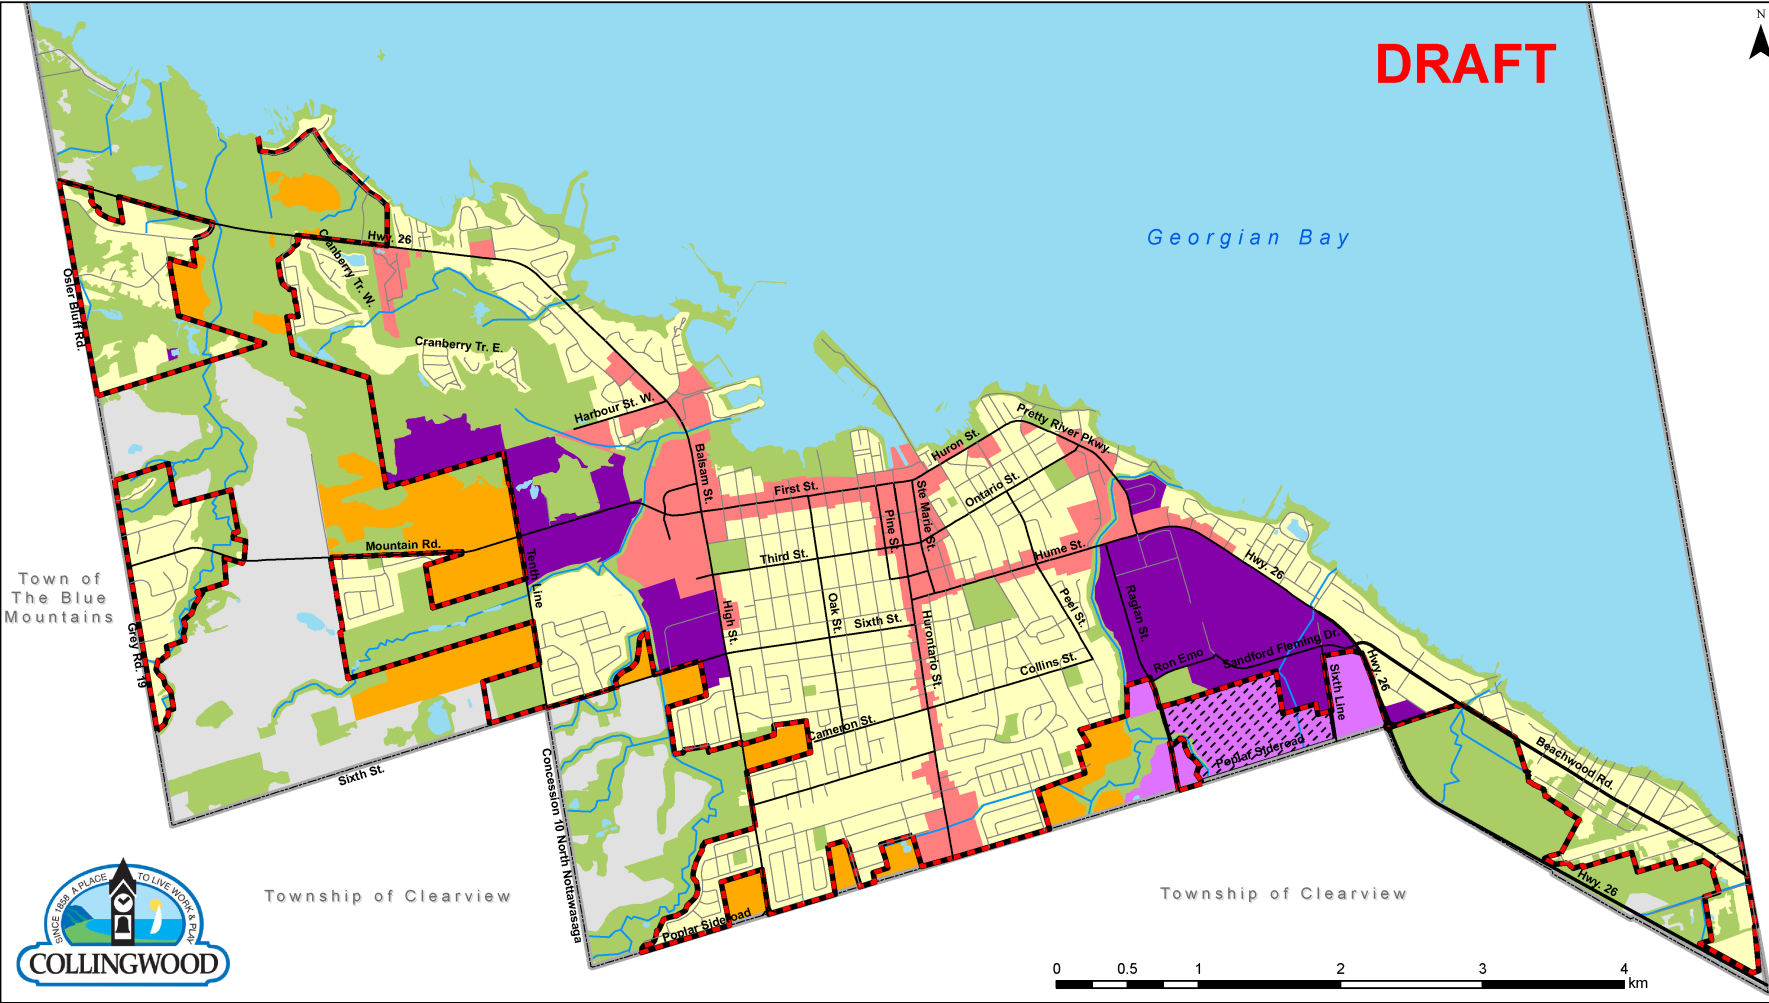 N
DRAFT
Georgian Bay
Hwy. 26
Cranberry Tr. W.
Osler Bluff Rd.
Cranberry Tr. E.
Harbour St. W.
Pretty River Pkwy.
Huron St.
Balsam St.
First St.
Ontario St.
Ste Marie St.
Pine St.
Mountain Rd.
Third St.
Hume St.
Hwy. 26
Tenth Line
Town of
The Blue
Mountains
Grey Rd. 19
High St.
Oak St.
Sixth St.
Hurontario St.
Peel St.
Raglan St.
Collins St.
Ron Emo
Sandford Fleming Dr.
Sixth Line
Hwy. 26
Cameron St.
Poplar Sideroad
Beachwood Rd.
Sixth St.
Concession 10 North Nottawasaga
Township of Clearview
Township of Clearview
Hwy. 26
Poplar Sideroad
SINCE 1858 A PLACE TO LIVE WORK & PLAY
COLLINGWOOD
0 0.5 1 2 3 4
km